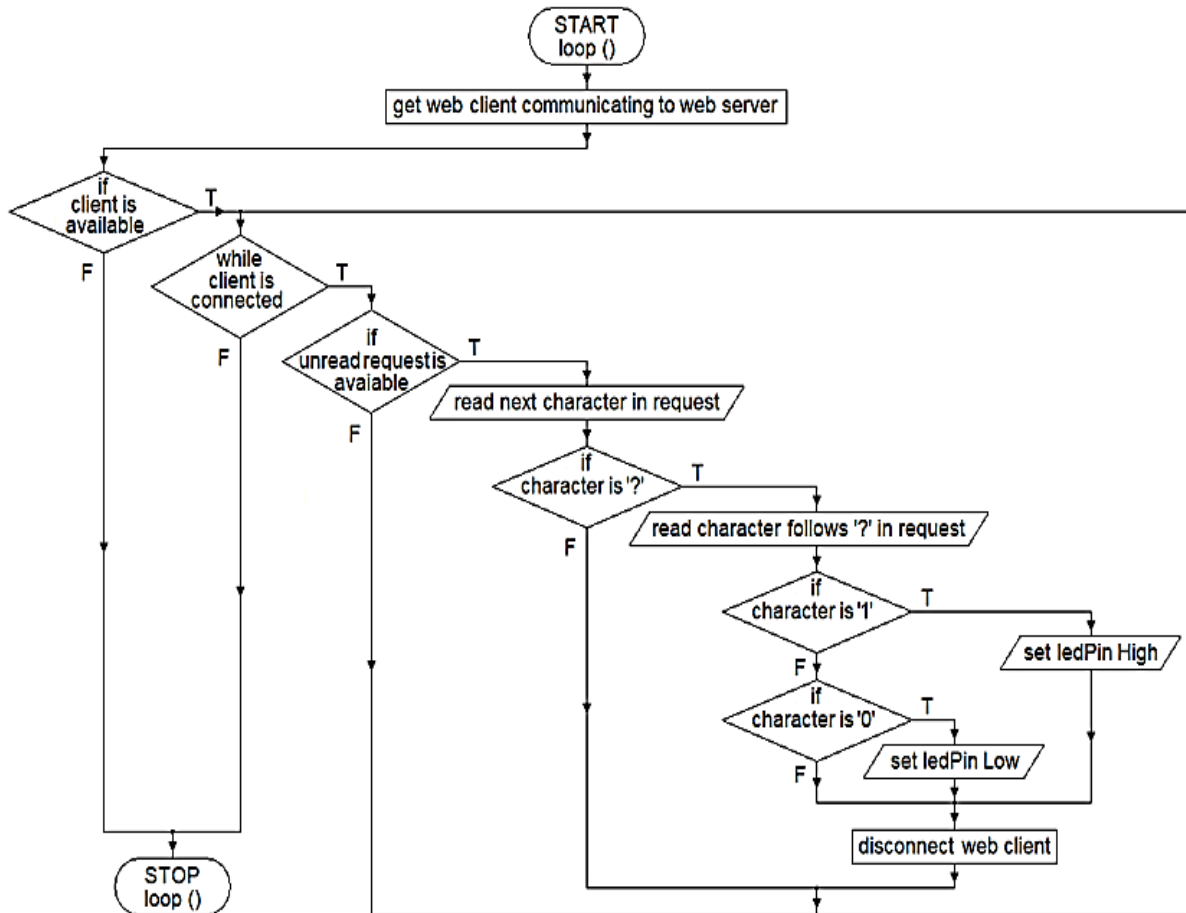 START
loop ()
get web client communicating to web server
if
client is
available
T
F
while
client is
connected
T
F
if
unread request is
avaiable
T
F
read next character in request
if
character is '?'
T
F
read character follows '?' in request
if
character is '1'
T
F
set ledPin High
if
character is '0'
T
F
set ledPin Low
disconnect web client
STOP
loop ()